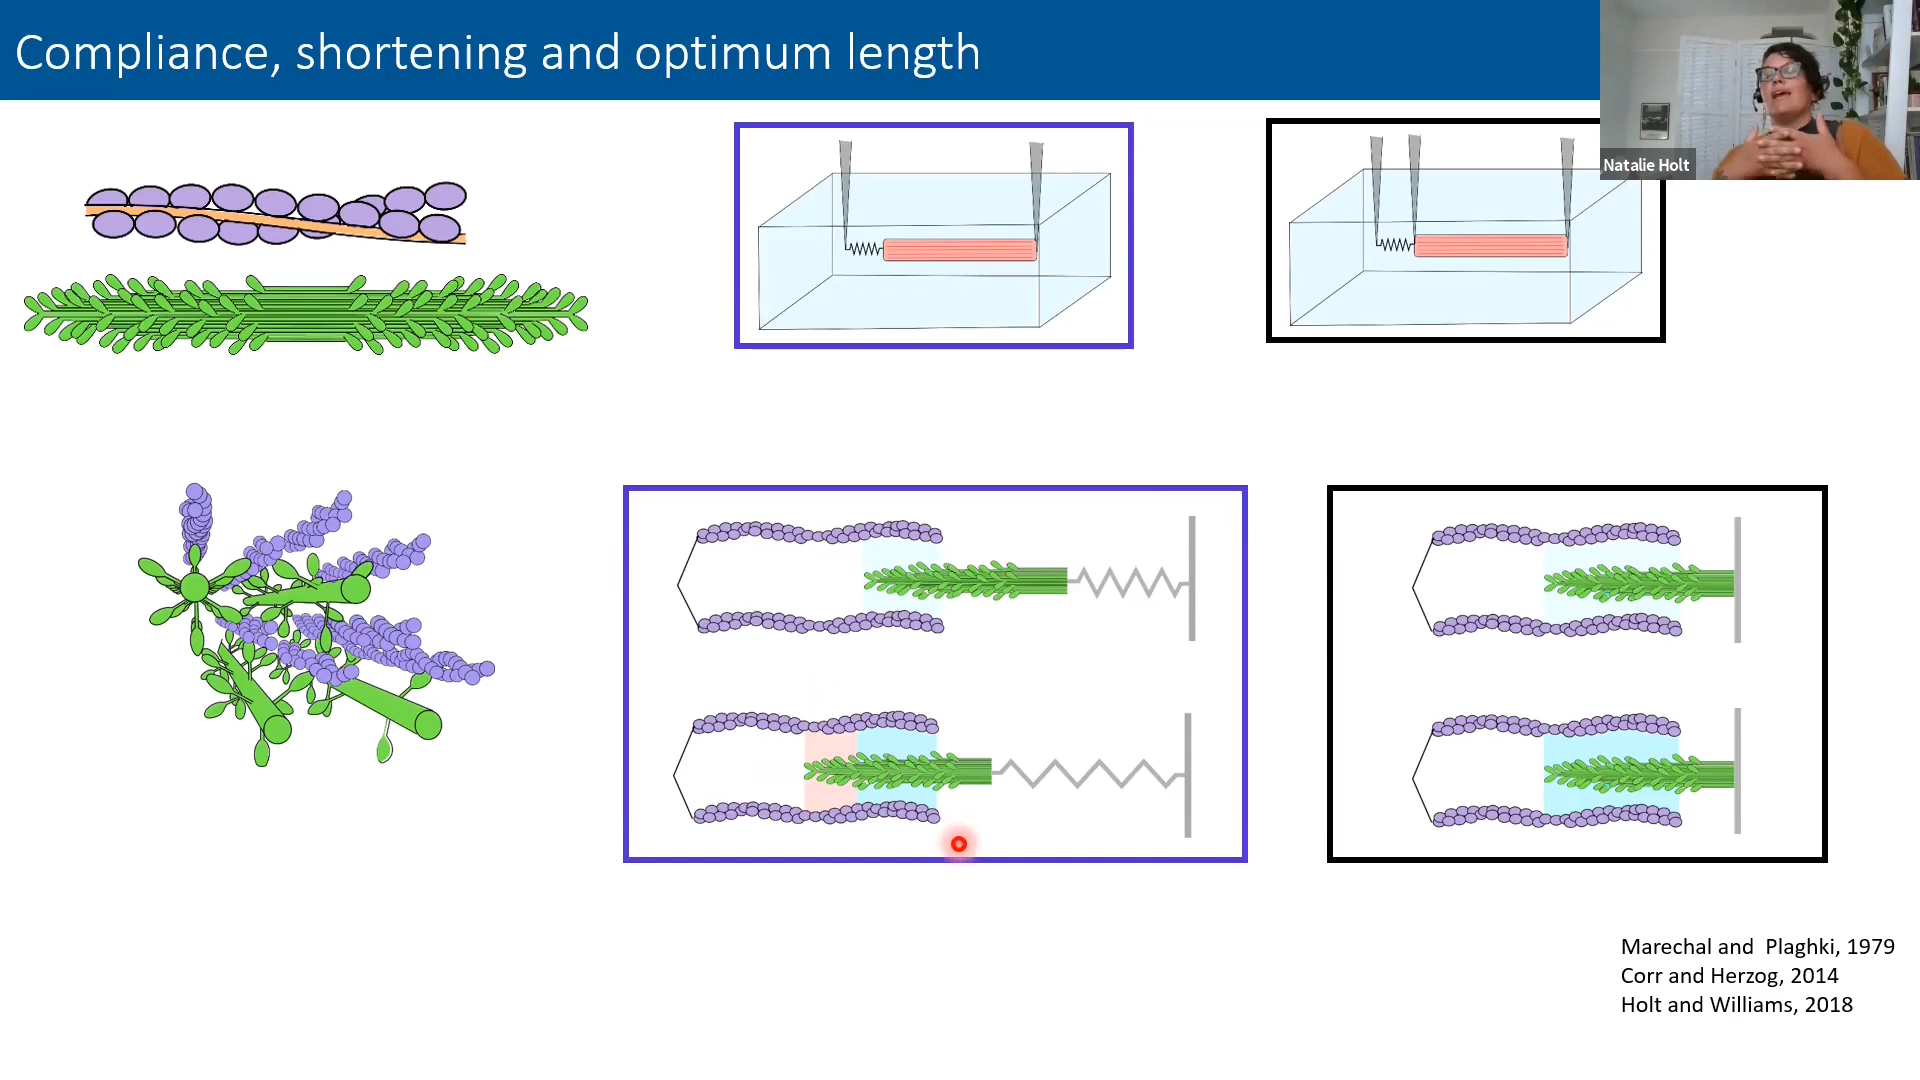 Compliance, shortening and optimum length
Natalie Holt
Marechal and  Plaghki, 1979
Corr and Herzog, 2014
Holt and Williams, 2018